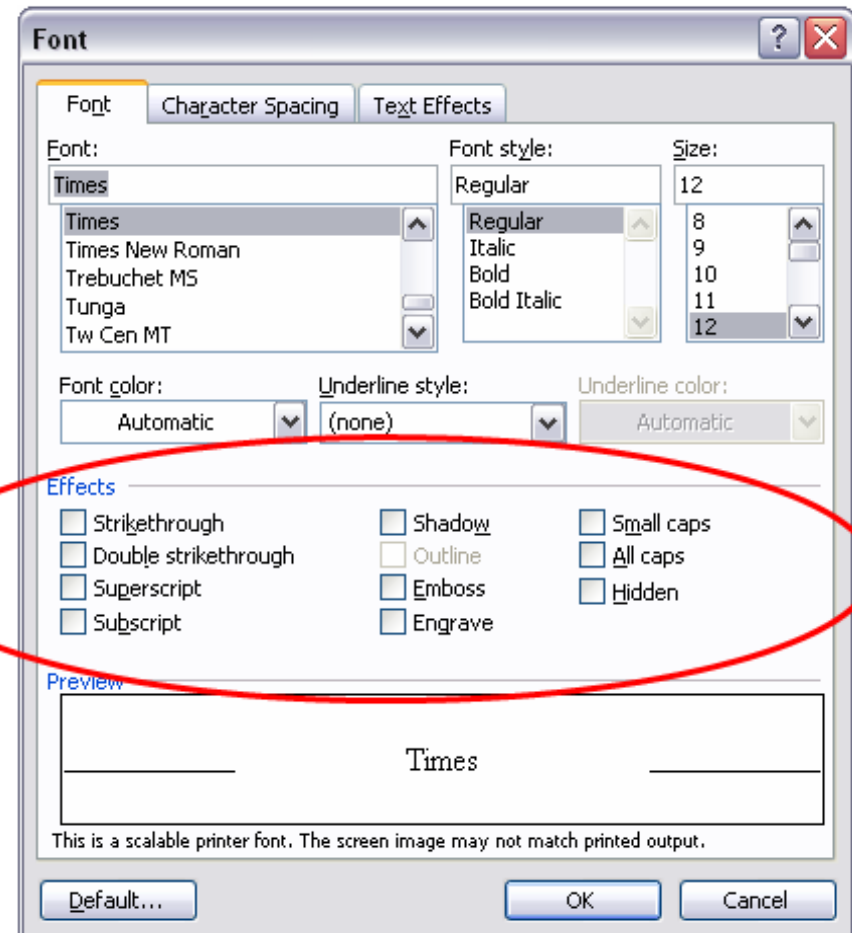 Font
Font Character Spacing Text Effects
Font: Font style: Size:
Times Regular 12
Times Regular 8
Times New Roman Italic 9
Trebuchet MS Bold 10
Tunga Bold Italic 11
Tw Cen MT 12
Font color: Underline style: Underline color:
Automatic (none) Automatic
Effects
Strikethrough Shadow Small caps
Double strikethrough Outline All caps
Superscript Emboss Hidden
Subscript Engrave
Preview
Times
This is a scalable printer font. The screen image may not match printed output.
Default... OK Cancel